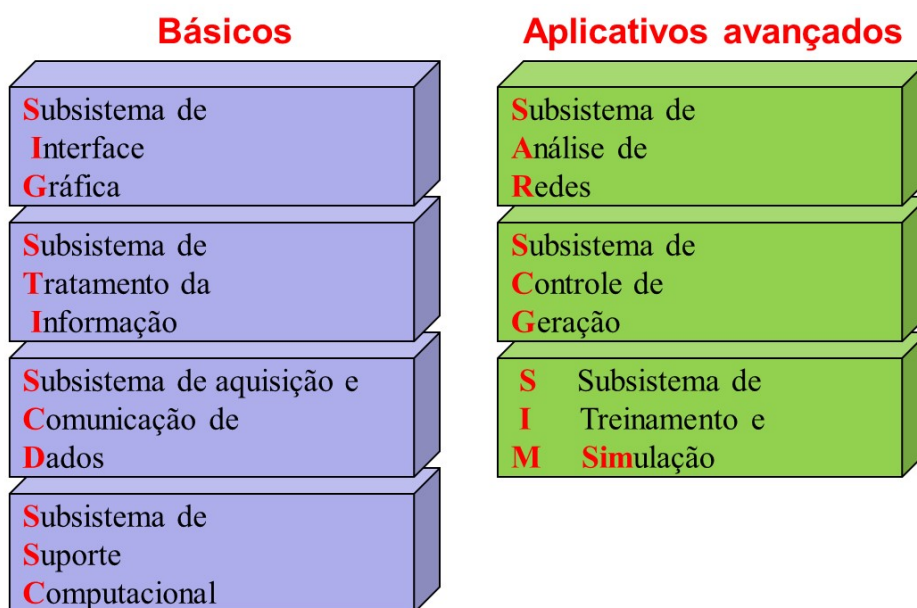 Básicos
Subsistema de
Interface
Gráfica
Subsistema de
Tratamento da
Informação
Subsistema de aquisição e
Comunicação de
Dados
Subsistema de
Suporte
Computacional
Aplicativos avançados
Subsistema de
Análise de
Redes
Subsistema de
Controle de
Geração
S Subsistema de
I Treinamento e
M Simulação